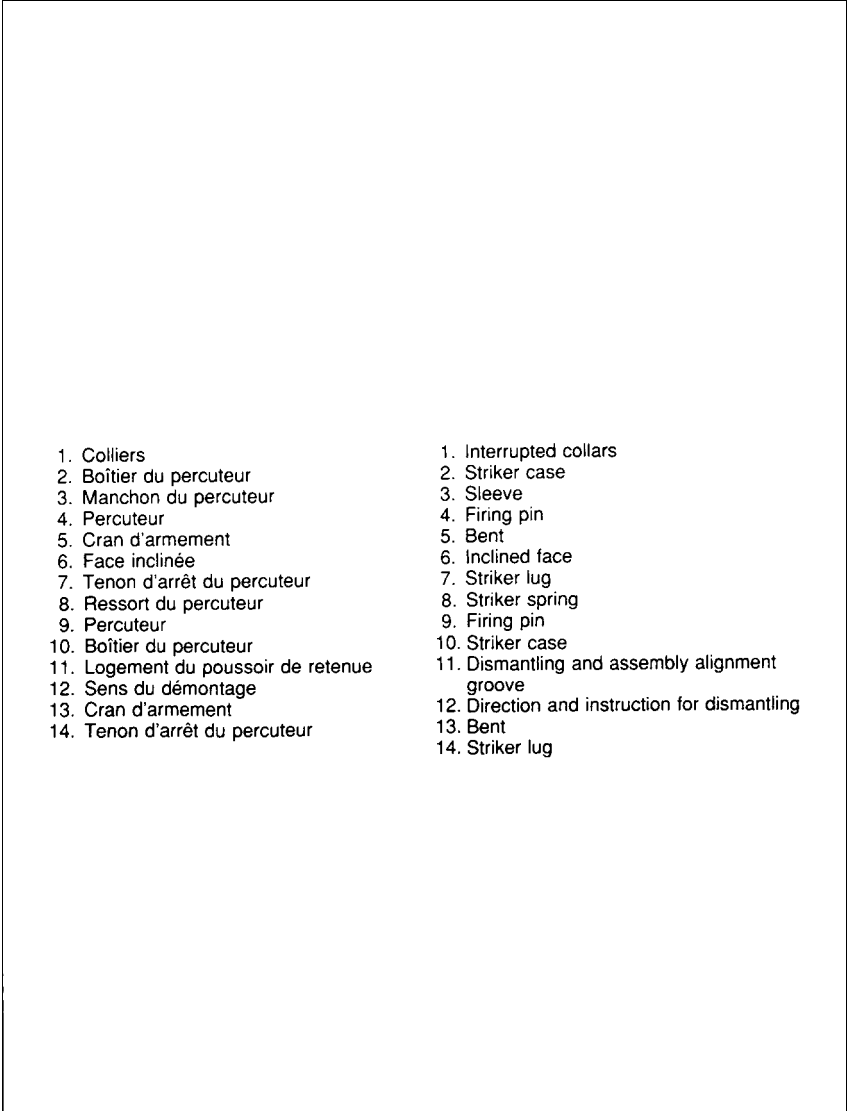 1. Colliers
2. Boîtier du percuteur
3. Manchon du percuteur
4. Percuteur
5. Cran d'armement
6. Face inclinée
7. Tenon d'arrêt du percuteur
8. Ressort du percuteur
9. Percuteur
10. Boîtier du percuteur
11. Logement du poussoir de retenue
12. Sens du démontage
13. Cran d'armement
14. Tenon d'arrêt du percuteur
1. Interrupted collars
2. Striker case
3. Sleeve
4. Firing pin
5. Bent
6. Inclined face
7. Striker lug
8. Striker spring
9. Firing pin
10. Striker case
11. Dismantling and assembly alignment
groove
12. Direction and instruction for dismantling
13. Bent
14. Striker lug